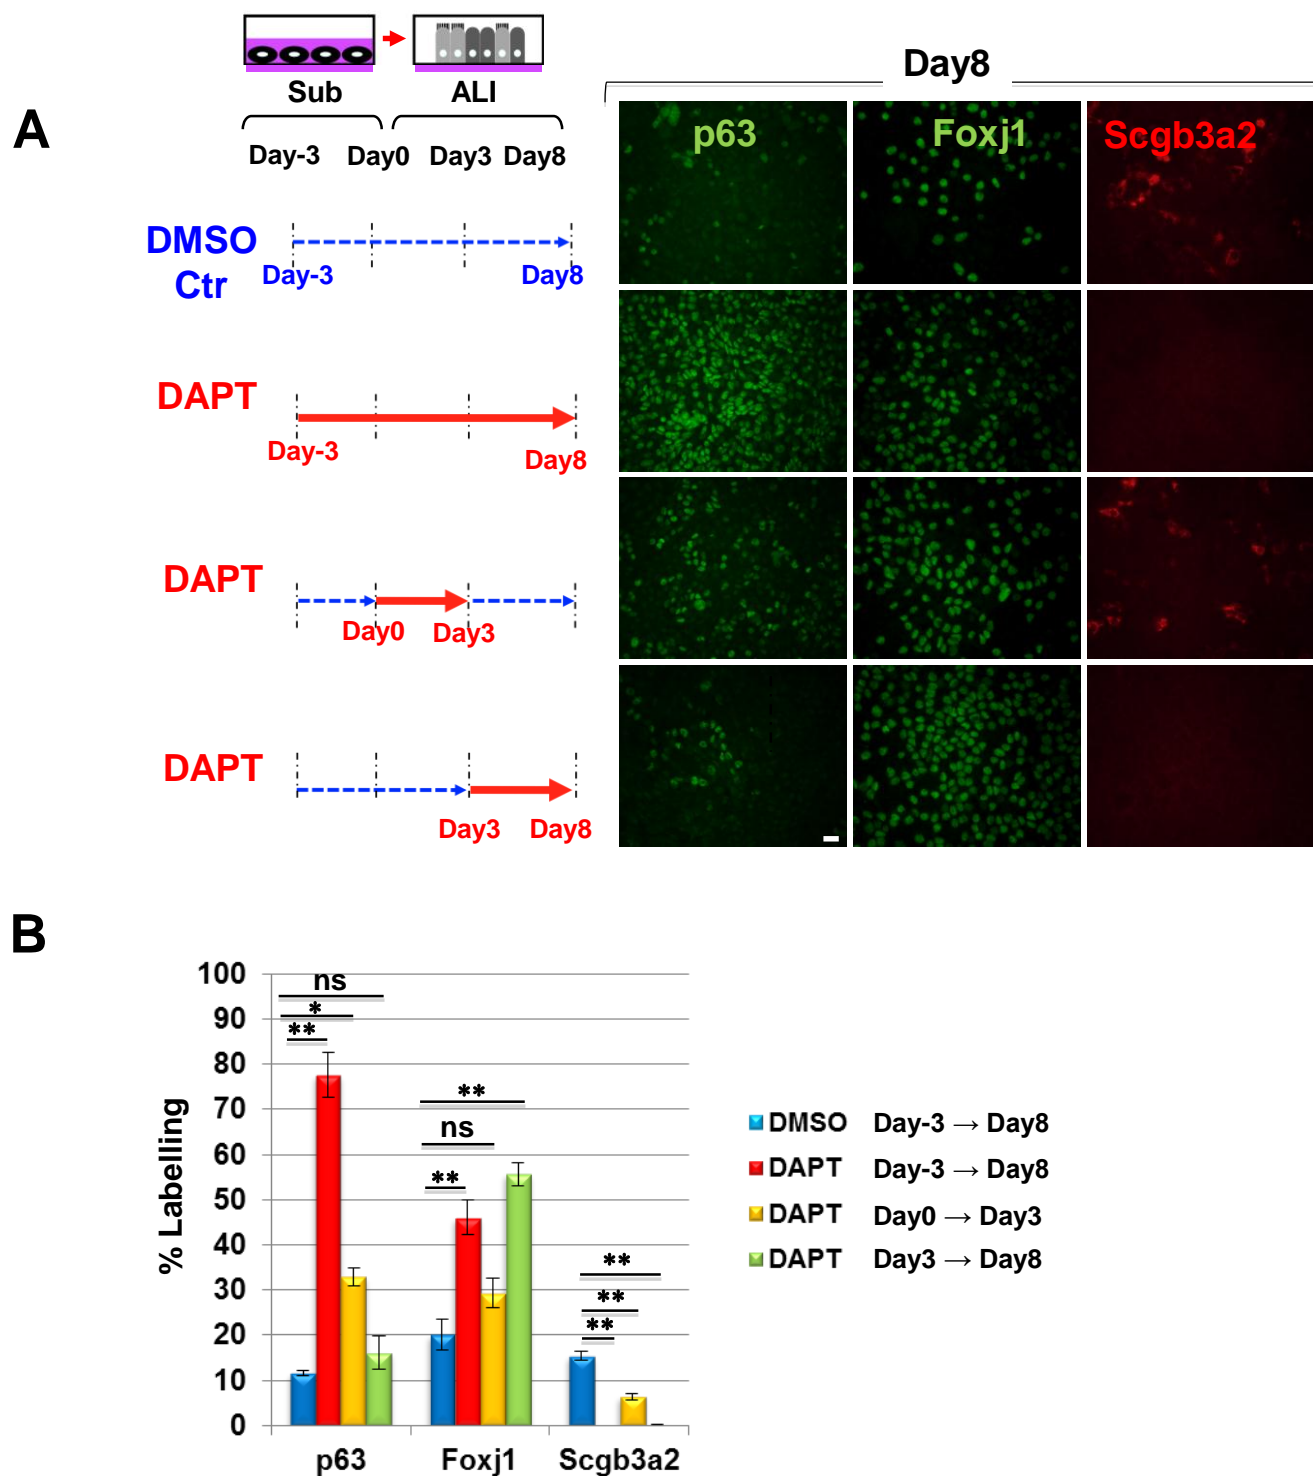 Day8
Sub ALI
A
Day-3 Day0 Day3 Day8
p63 Foxj1 Scgb3a2
DMSO
Ctr
Day-3 Day8
DAPT
Day-3 Day8
DAPT
Day0 Day3
DAPT
Day3 Day8
B
% Labelling
100
90
80
70
60
50
40
30
20
10
0
ns
*
**
**
ns
**
**
**
**
p63 Foxj1 Scgb3a2
DMSO Day-3 → Day8
DAPT Day-3 → Day8
DAPT Day0 → Day3
DAPT Day3 → Day8